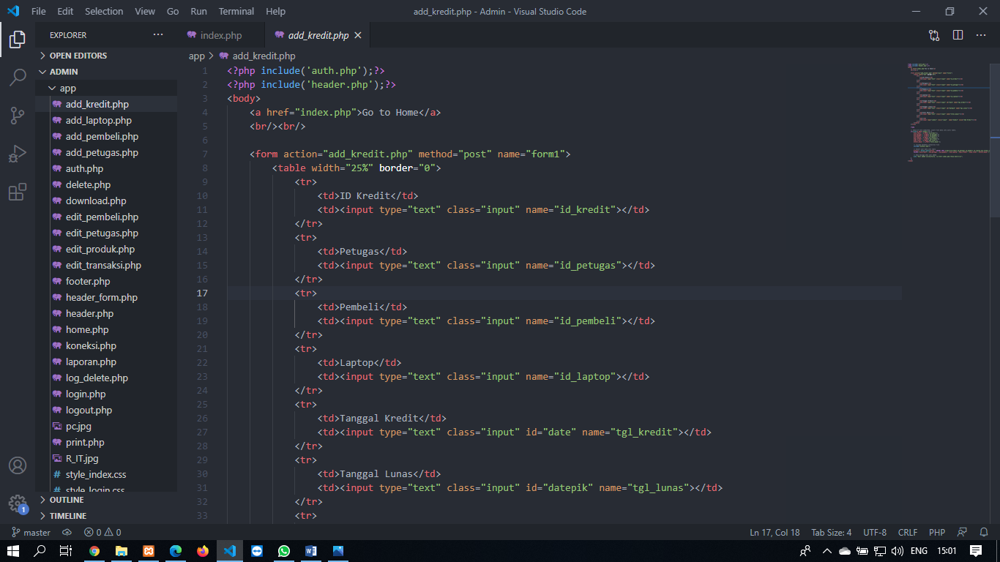 File Edit Selection View Go Run Terminal Help
add_kredit.php - Admin - Visual Studio Code
EXPLORER
OPEN EDITORS
ADMIN
app
add_kredit.php
add_laptop.php
add_pembeli.php
add_petugas.php
auth.php
delete.php
download.php
edit_pembeli.php
edit_petugas.php
edit_produk.php
edit_transaksi.php
footer.php
header_form.php
header.php
home.php
koneksi.php
laporan.php
log_delete.php
login.php
logout.php
pc.jpg
print.php
R_IT.jpg
style_index.css
style_login.css
OUTLINE
TIMELINE
index.php add_kredit.php
app > add_kredit.php
1 <?php include('auth.php');?>
2 <?php include('header.php');?>
3 <body>
4 <a href="index.php">Go to Home</a>
5 <br/><br/>
6
7 <form action="add_kredit.php" method="post" name="form1">
8 <table width="25%" border="0">
9 <tr>
10 <td>ID Kredit</td>
11 <td><input type="text" class="input" name="id_kredit"></td>
12 </tr>
13 <tr>
14 <td>Petugas</td>
15 <td><input type="text" class="input" name="id_petugas"></td>
16 </tr>
17 <tr>
18 <td>Pembeli</td>
19 <td><input type="text" class="input" name="id_pembeli"></td>
20 </tr>
21 <tr>
22 <td>Laptop</td>
23 <td><input type="text" class="input" name="id_laptop"></td>
24 </tr>
25 <tr>
26 <td>Tanggal Kredit</td>
27 <td><input type="text" class="input" id="date" name="tgl_kredit"></td>
28 </tr>
29 <tr>
30 <td>Tanggal Lunas</td>
31 <td><input type="text" class="input" id="datepik" name="tgl_lunas"></td>
32 </tr>
33 <tr>
1
master 0 0
Ln 17, Col 18 Tab Size: 4 UTF-8 CRLF PHP
ENG 15:01